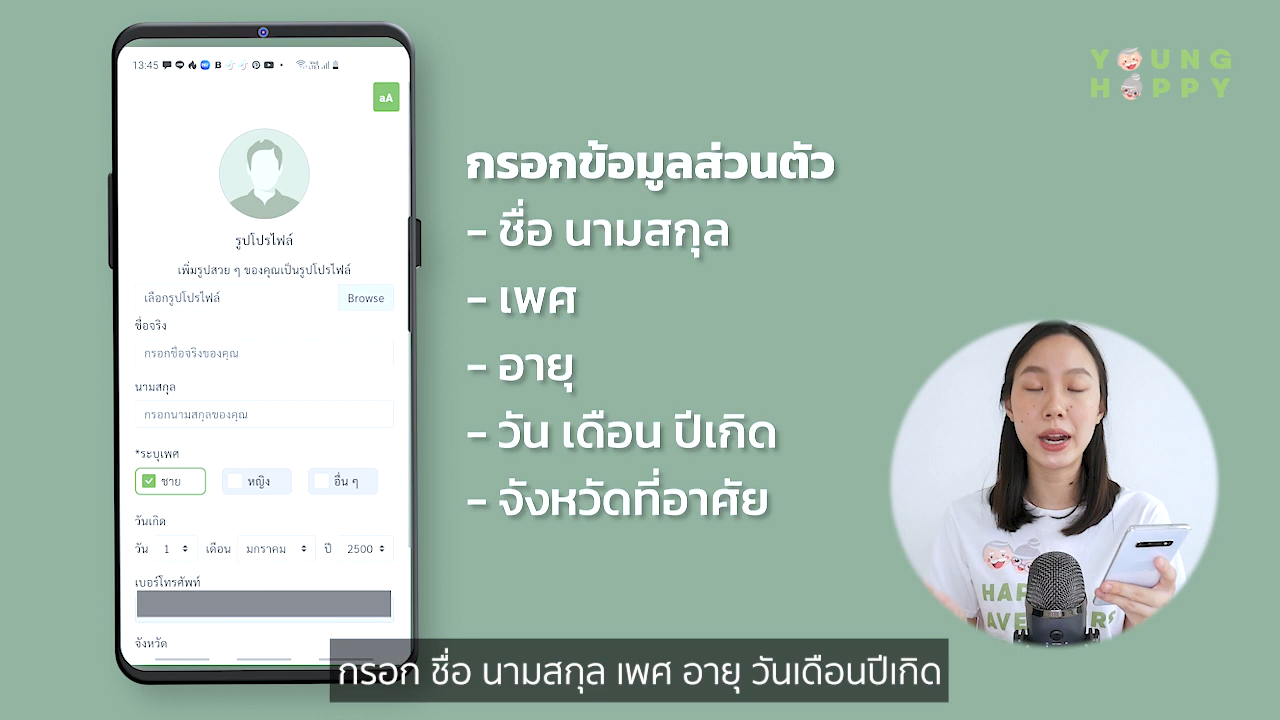 13:45
aA
รูปโปรไฟล์
เพิ่มรูปสวย ๆ ของคุณเป็นรูปโปรไฟล์
เลือกรูปโปรไฟล์ Browse
ชื่อจริง
กรอกชื่อจริงของคุณ
นามสกุล
กรอกนามสกุลของคุณ
*ระบุเพศ
ชาย หญิง อื่น ๆ
วันเกิด
วัน 1 เดือน มกราคม ปี 2500
เบอร์โทรศัพท์
จังหวัด
กรอกข้อมูลส่วนตัว
- ชื่อ นามสกุล
- เพศ
- อายุ
- วัน เดือน ปีเกิด
- จังหวัดที่อาศัย
YOUNG
HAPPY
กรอก ชื่อ นามสกุล เพศ อายุ วันเดือนปีเกิด